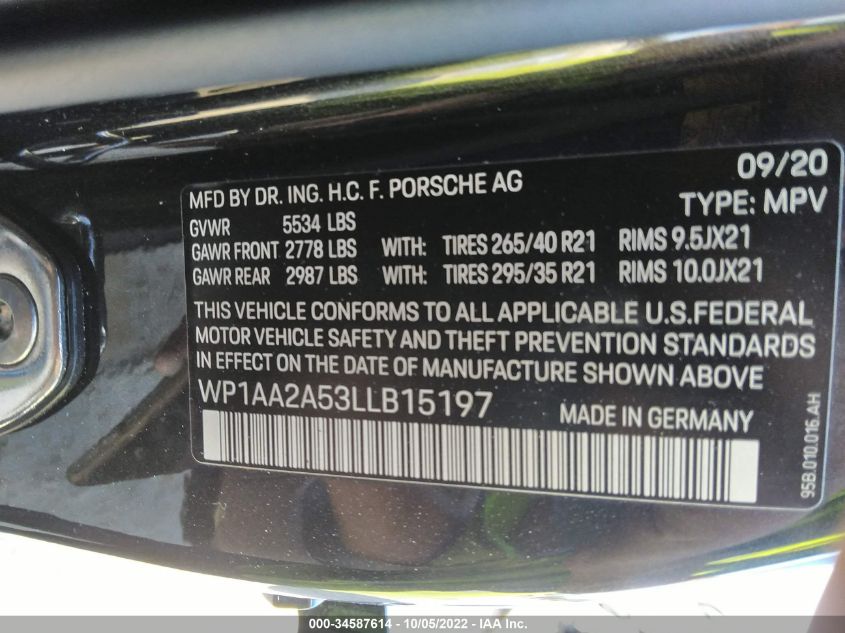 09/20
MFD BY DR. ING. H.C. F. PORSCHE AG
TYPE: MPV
GVWR 5534 LBS
GAWR FRONT 2778 LBS WITH: TIRES 265/40 R21 RIMS 9.5JX21
GAWR REAR 2987 LBS WITH: TIRES 295/35 R21 RIMS 10.0JX21
THIS VEHICLE CONFORMS TO ALL APPLICABLE U.S.FEDERAL
MOTOR VEHICLE SAFETY AND THEFT PREVENTION STANDARDS
IN EFFECT ON THE DATE OF MANUFACTURE SHOWN ABOVE
WP1AA2A53LLB15197 MADE IN GERMANY
95B.010.016.AH
000-34587614 - 10/05/2022 - IAA Inc.